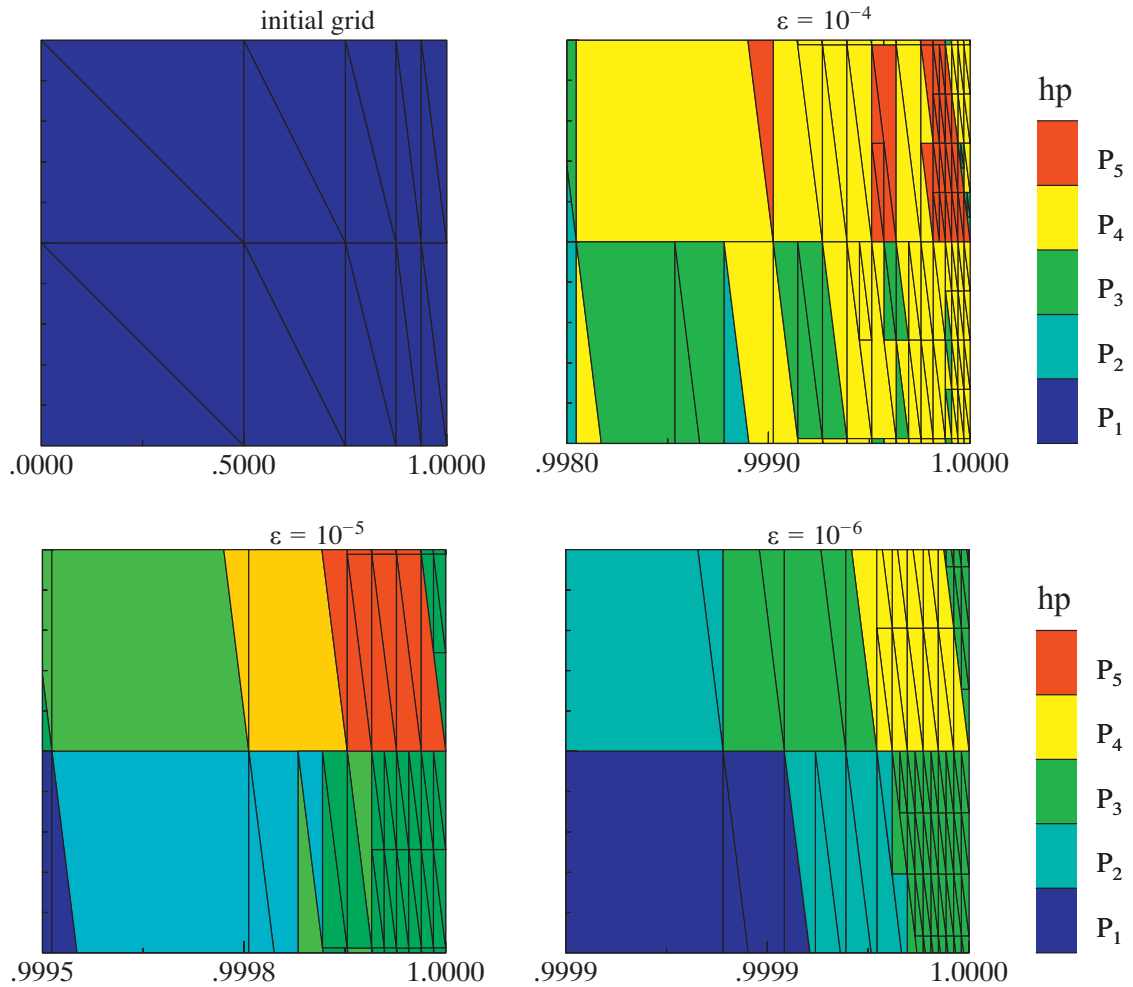 initial grid
ε = 10⁻⁴
hp
P₅
P₄
P₃
P₂
P₁
.0000
.5000
1.0000
.9980
.9990
1.0000
ε = 10⁻⁵
ε = 10⁻⁶
hp
P₅
P₄
P₃
P₂
P₁
.9995
.9998
1.0000
.9999
.9999
1.0000